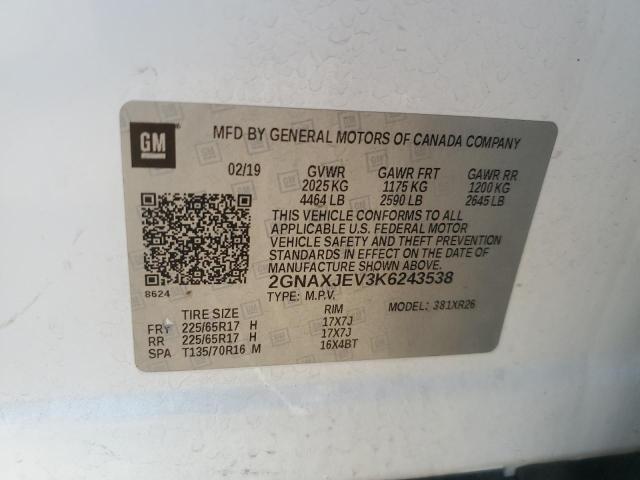 GM
MFD BY GENERAL MOTORS OF CANADA COMPANY
02/19 GVWR GAWR FRT GAWR RR
2025 KG 1175 KG 1200 KG
4464 LB 2590 LB 2645 LB
THIS VEHICLE CONFORMS TO ALL
APPLICABLE U.S. FEDERAL MOTOR
VEHICLE SAFETY AND THEFT PREVENTION
STANDARDS IN EFFECT ON THE DATE OF
MANUFACTURE SHOWN ABOVE.
8624 2GNAXJEV3K6243538
TYPE: M.P.V. MODEL: 381XR26
TIRE SIZE RIM
FRT 225/65R17 H 17X7J
RR 225/65R17 H 17X7J
SPA T135/70R16 M 16X4BT